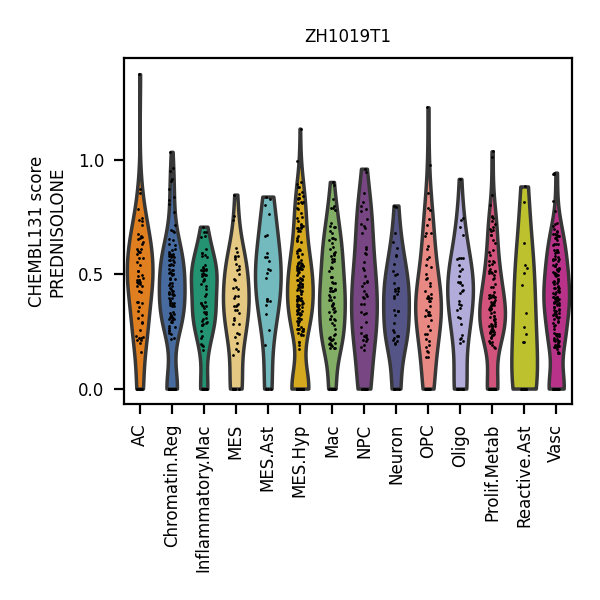 ZH1019T1
CHEMBL131 score
PREDNISOLONE
1.0
0.5
0.0
AC
Chromatin.Reg
Inflammatory.Mac
MES
MES.Ast
MES.Hyp
Mac
NPC
Neuron
OPC
Oligo
Prolif.Metab
Reactive.Ast
Vasc